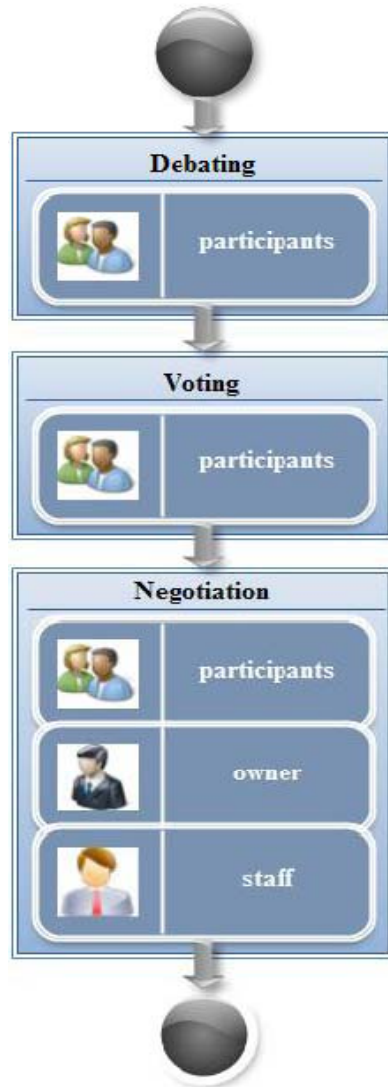 Debating
participants
Voting
participants
Negotiation
participants
owner
staff